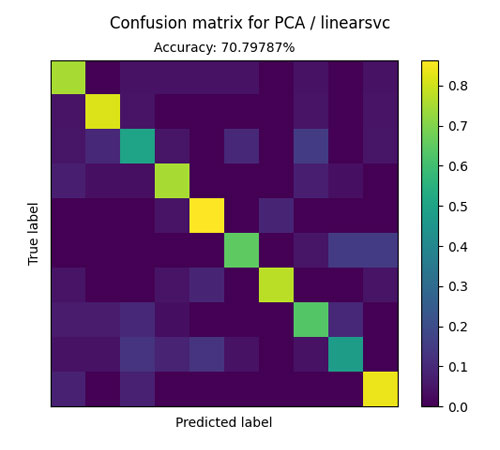 Confusion matrix for PCA / linearsvc
Accuracy: 70.79787%
True label
Predicted label
0.8
0.7
0.6
0.5
0.4
0.3
0.2
0.1
0.0